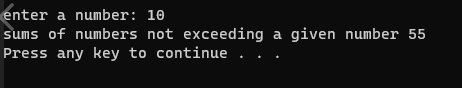 enter a number: 10
sums of numbers not exceeding a given number 55
Press any key to continue . . .